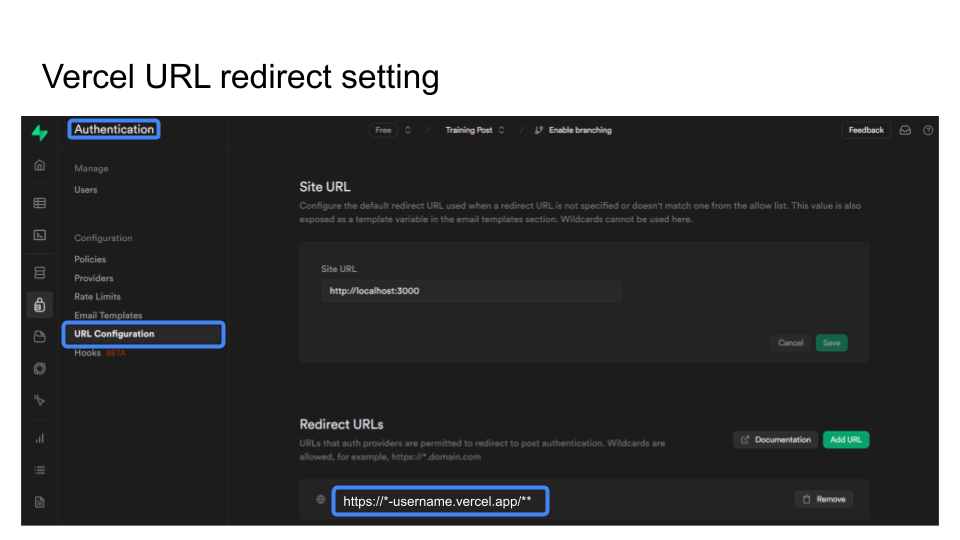 Vercel URL redirect setting
Authentication
Free
Training Post
Enable branching
Feedback
Manage
Users
Configuration
Policies
Providers
Rate Limits
Email Templates
URL Configuration
Hooks BETA
Site URL
Configure the default redirect URL used when a redirect URL is not specified or doesn't match one from the allow list. This value is also
exposed as a template variable in the email templates section. Wildcards cannot be used here.
Site URL
http://localhost:3000
Cancel
Save
Redirect URLs
URLs that auth providers are permitted to redirect to post authentication. Wildcards are
allowed, for example, https://*.domain.com
Documentation
Add URL
https://*-username.vercel.app/**
Remove